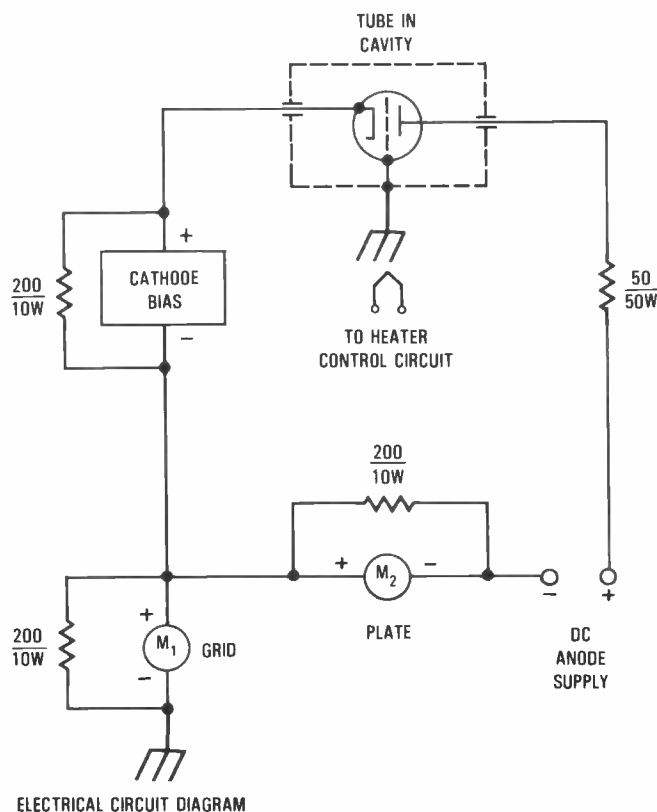 TUBE IN
CAVITY
+
CATHODE
BIAS
−
200
10W
50
50W
TO HEATER
CONTROL CIRCUIT
200
10W
+ M2 −
PLATE
− +
DC
ANODE
SUPPLY
200
10W
+
M1
GRID
−
ELECTRICAL CIRCUIT DIAGRAM